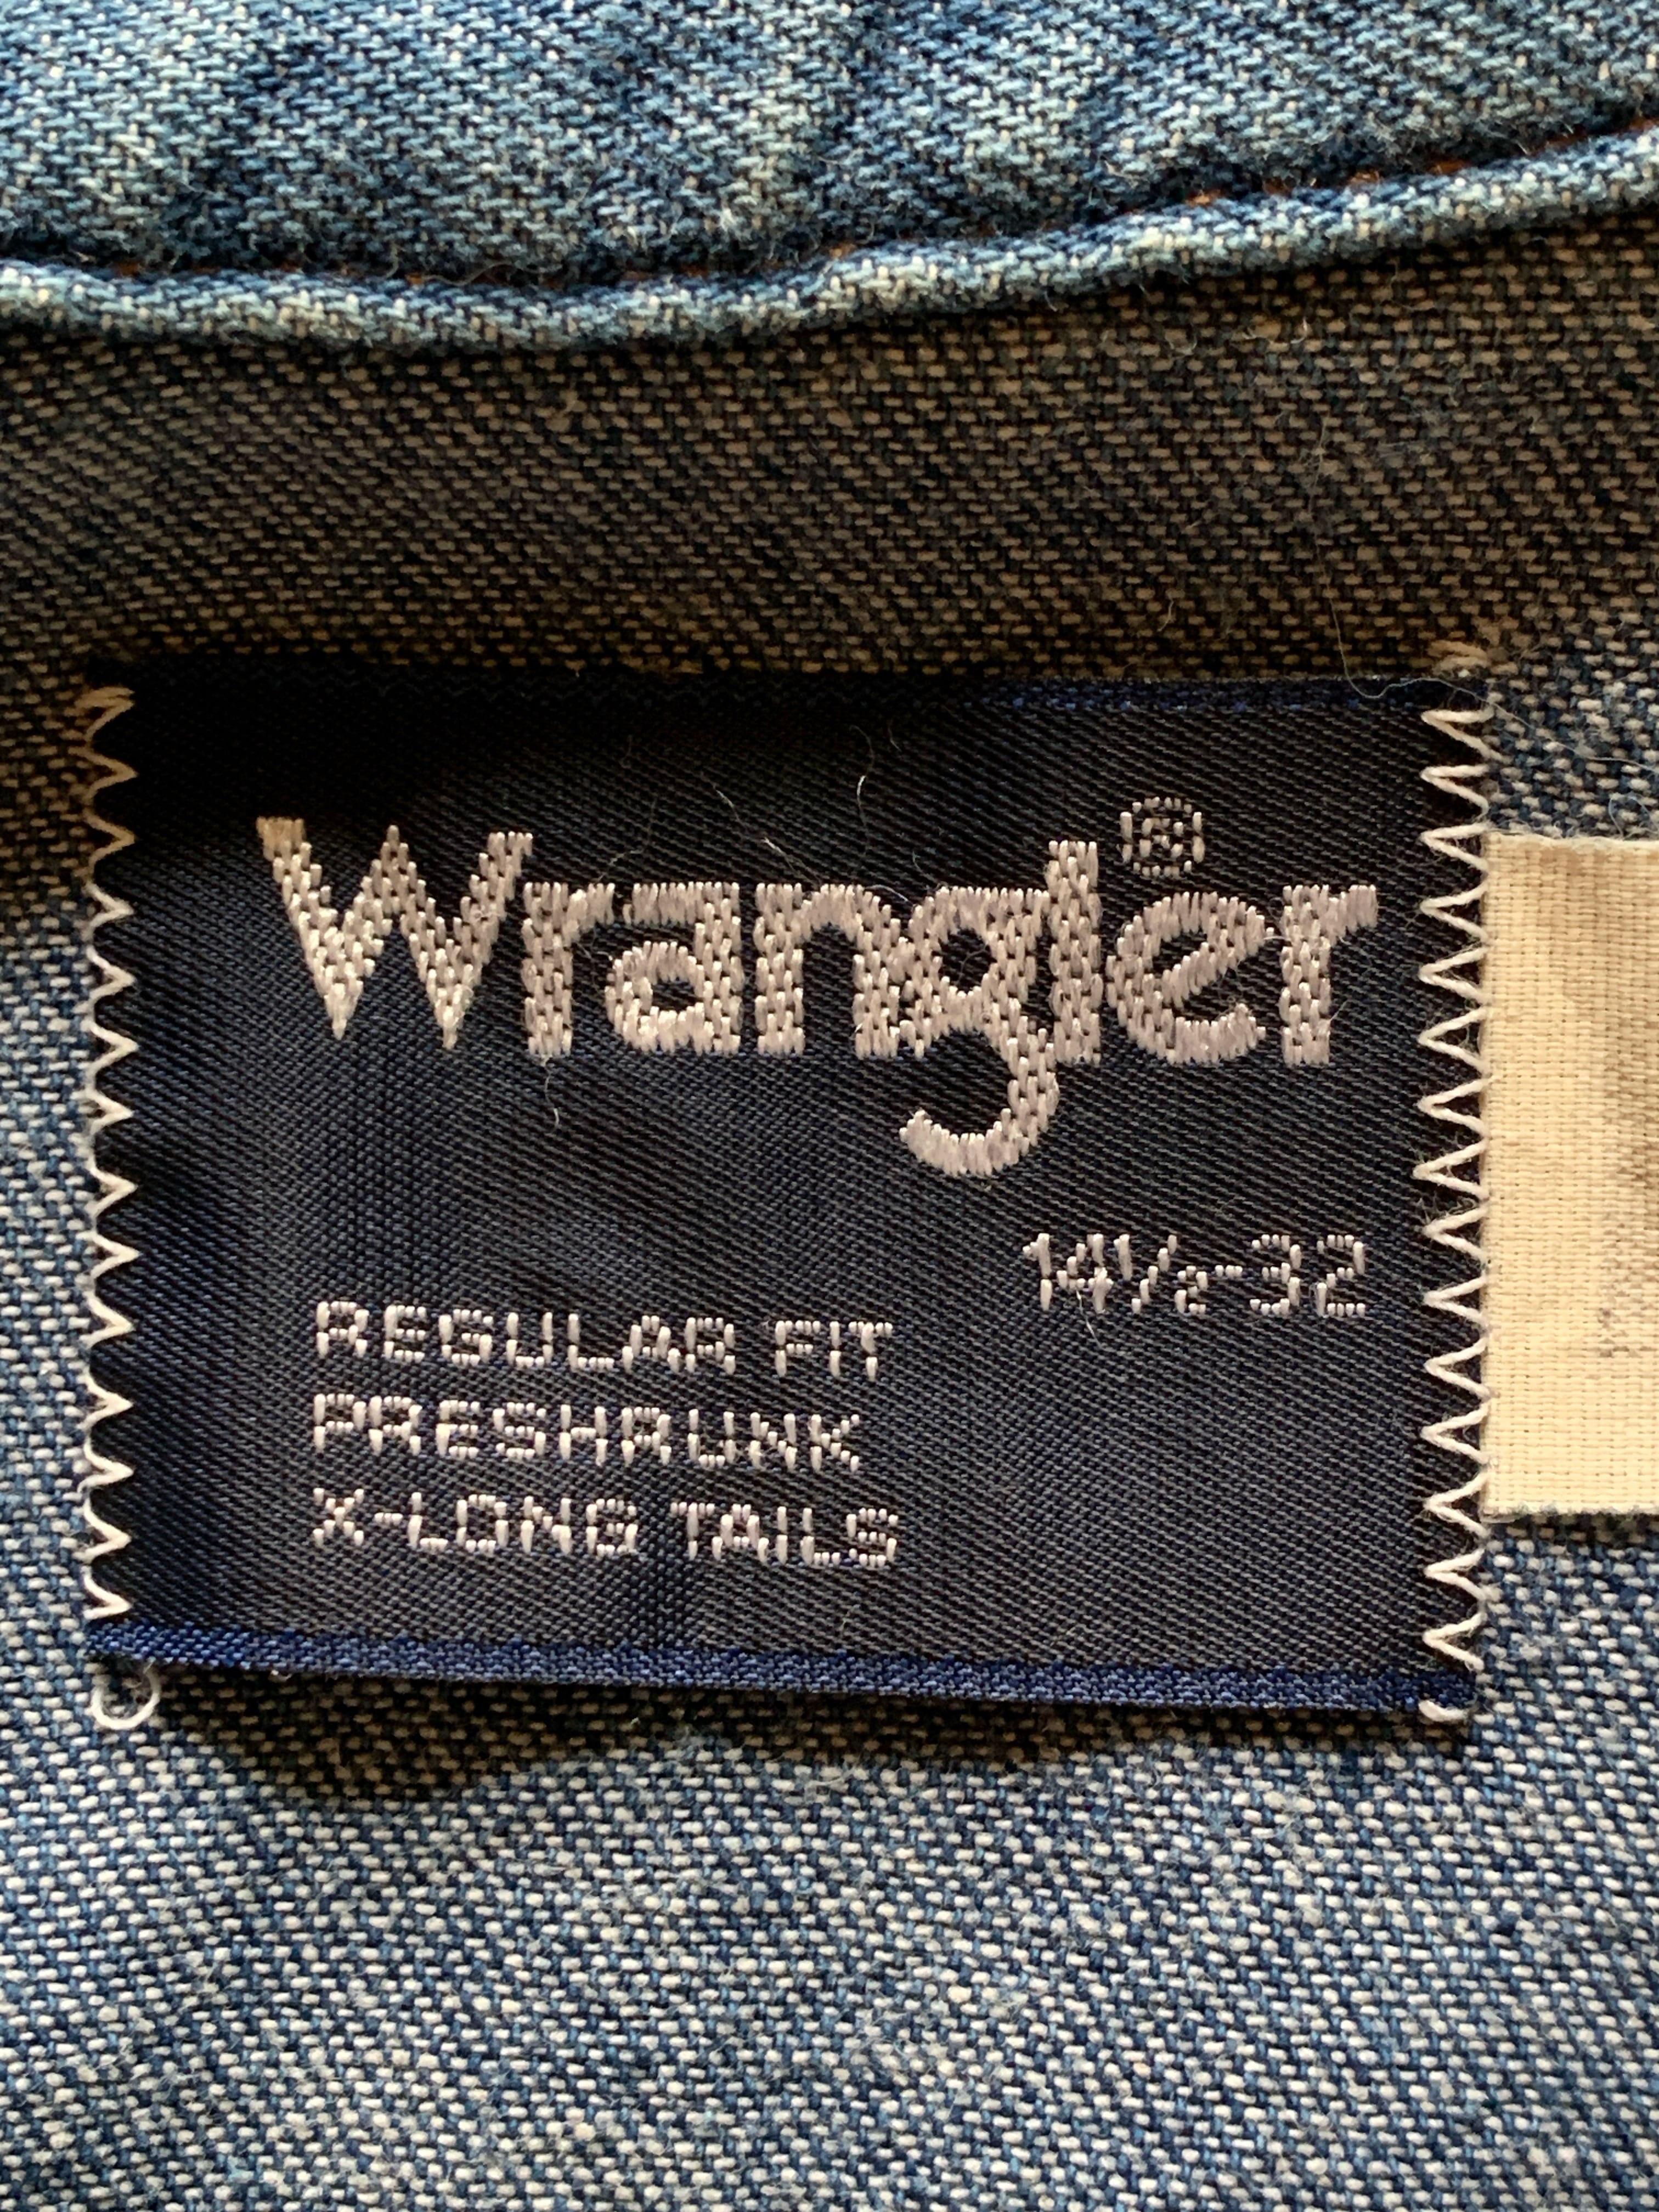 Wrangler®
14½-32
REGULAR FIT
PRESHRUNK
X-LONG TAILS